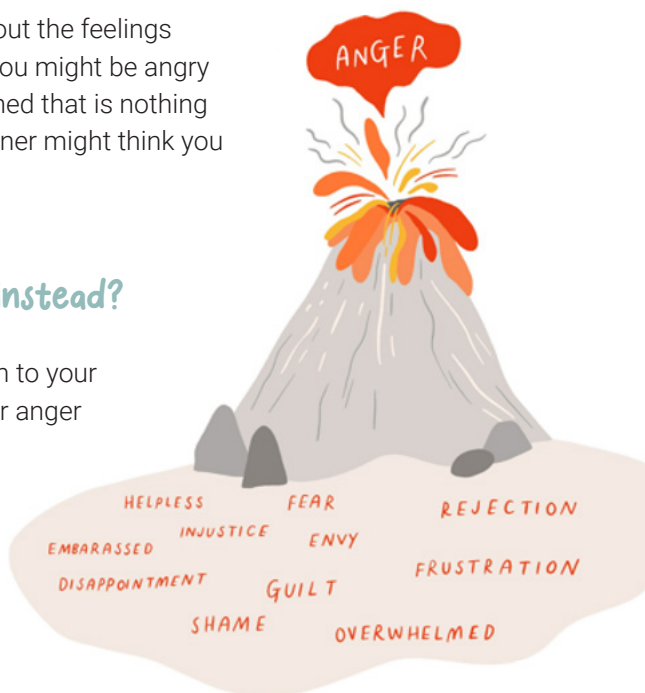 out the feelings
ou might be angry
ned that is nothing
ner might think you
nstead?
n to your
r anger
ANGER
HELPLESS FEAR REJECTION
INJUSTICE ENVY
EMBARASSED
FRUSTRATION
DISAPPOINTMENT GUILT
SHAME OVERWHELMED